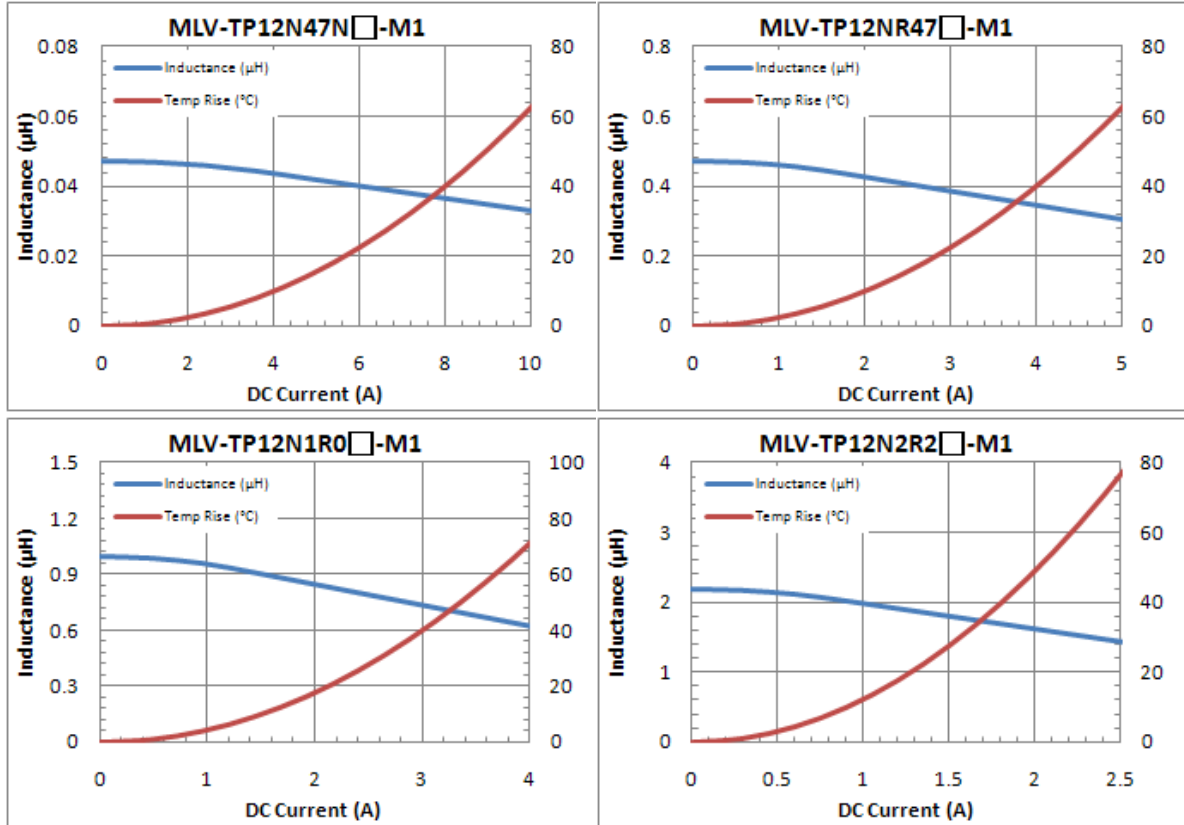 MLV-TP12N47N□-M1
Inductance (µH)
0.08
0.06
0.04
0.02
0
80
60
40
20
0
Inductance (µH)
Temp Rise (°C)
0 2 4 6 8 10
DC Current (A)
MLV-TP12NR47□-M1
Inductance (µH)
0.8
0.6
0.4
0.2
0
80
60
40
20
0
Inductance (µH)
Temp Rise (°C)
0 1 2 3 4 5
DC Current (A)
MLV-TP12N1R0□-M1
Inductance (µH)
1.5
1.2
0.9
0.6
0.3
0
100
80
60
40
20
0
Inductance (µH)
Temp Rise (°C)
0 1 2 3 4
DC Current (A)
MLV-TP12N2R2□-M1
Inductance (µH)
4
3
2
1
0
80
60
40
20
0
Inductance (µH)
Temp Rise (°C)
0 0.5 1 1.5 2 2.5
DC Current (A)